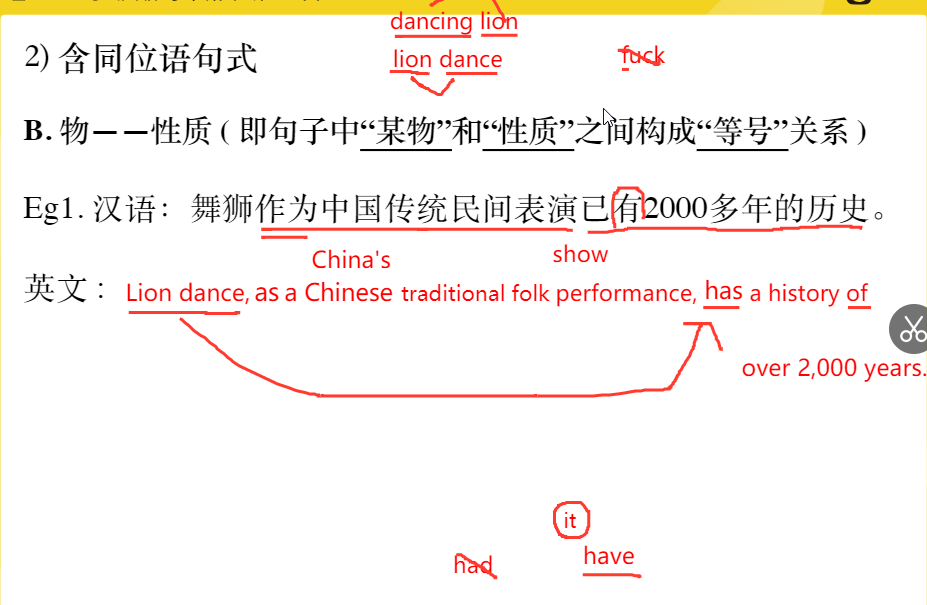 dancing lion
2) 含同位语句式
lion dance
fuck
B. 物——性质 ( 即句子中“某物”和“性质”之间构成“等号”关系 )
Eg1. 汉语：舞狮作为中国传统民间表演已有2000多年的历史。
China's
show
英文： Lion dance, as a Chinese traditional folk performance, has a history of
over 2,000 years.
it
had
have